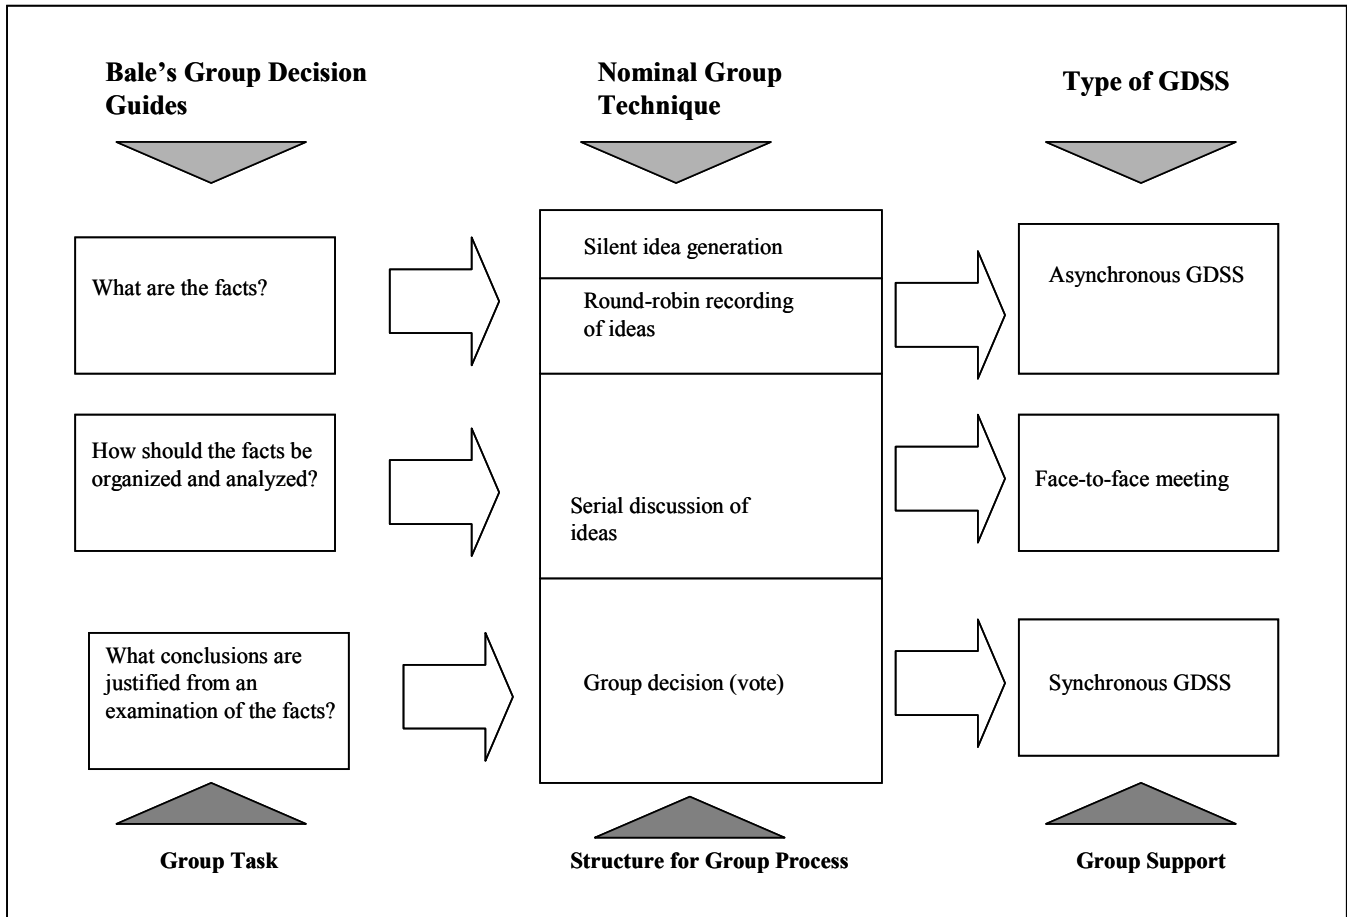 Bale’s Group Decision
Guides
Nominal Group
Technique
Type of GDSS
What are the facts?
Silent idea generation
Round-robin recording
of ideas
Asynchronous GDSS
How should the facts be
organized and analyzed?
Serial discussion of
ideas
Face-to-face meeting
What conclusions are
justified from an
examination of the facts?
Group decision (vote)
Synchronous GDSS
Group Task
Structure for Group Process
Group Support